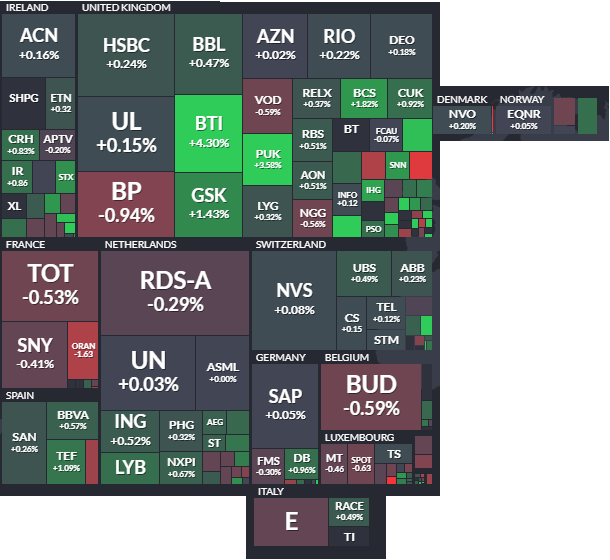 IRELAND
ACN
+0.16%
SHPG
ETN
+0.32
CRH
+0.83%
APTV
-0.20%
IR
+0.86
STX
XL
UNITED KINGDOM
HSBC
+0.24%
BBL
+0.47%
AZN
+0.02%
RIO
+0.22%
DEO
+0.18%
UL
+0.15%
BTI
+4.30%
VOD
-0.59%
RELX
+0.37%
BCS
+1.82%
CUK
+0.92%
RBS
+0.51%
BT
FCAU
-0.07%
PUK
+3.58%
AON
+0.51%
SNN
BP
-0.94%
GSK
+1.43%
LYG
+0.32%
NGG
-0.56%
INFO
+0.12
IHG
PSO
DENMARK
NVO
+0.20%
NORWAY
EQNR
+0.05%
FRANCE
TOT
-0.53%
SNY
-0.41%
ORAN
-1.63
NETHERLANDS
RDS-A
-0.29%
UN
+0.03%
ASML
+0.00%
ING
+0.52%
PHG
+0.32%
AEG
ST
LYB
NXPI
+0.67%
SWITZERLAND
NVS
+0.08%
UBS
+0.49%
ABB
+0.23%
CS
+0.15
TEL
+0.12%
STM
GERMANY
SAP
+0.05%
FMS
-0.30%
DB
+0.96%
BELGIUM
BUD
-0.59%
LUXEMBOURG
MT
-0.46
SPOT
-0.63
TS
SPAIN
SAN
+0.26%
BBVA
+0.57%
TEF
+1.09%
ITALY
E
RACE
+0.49%
TI